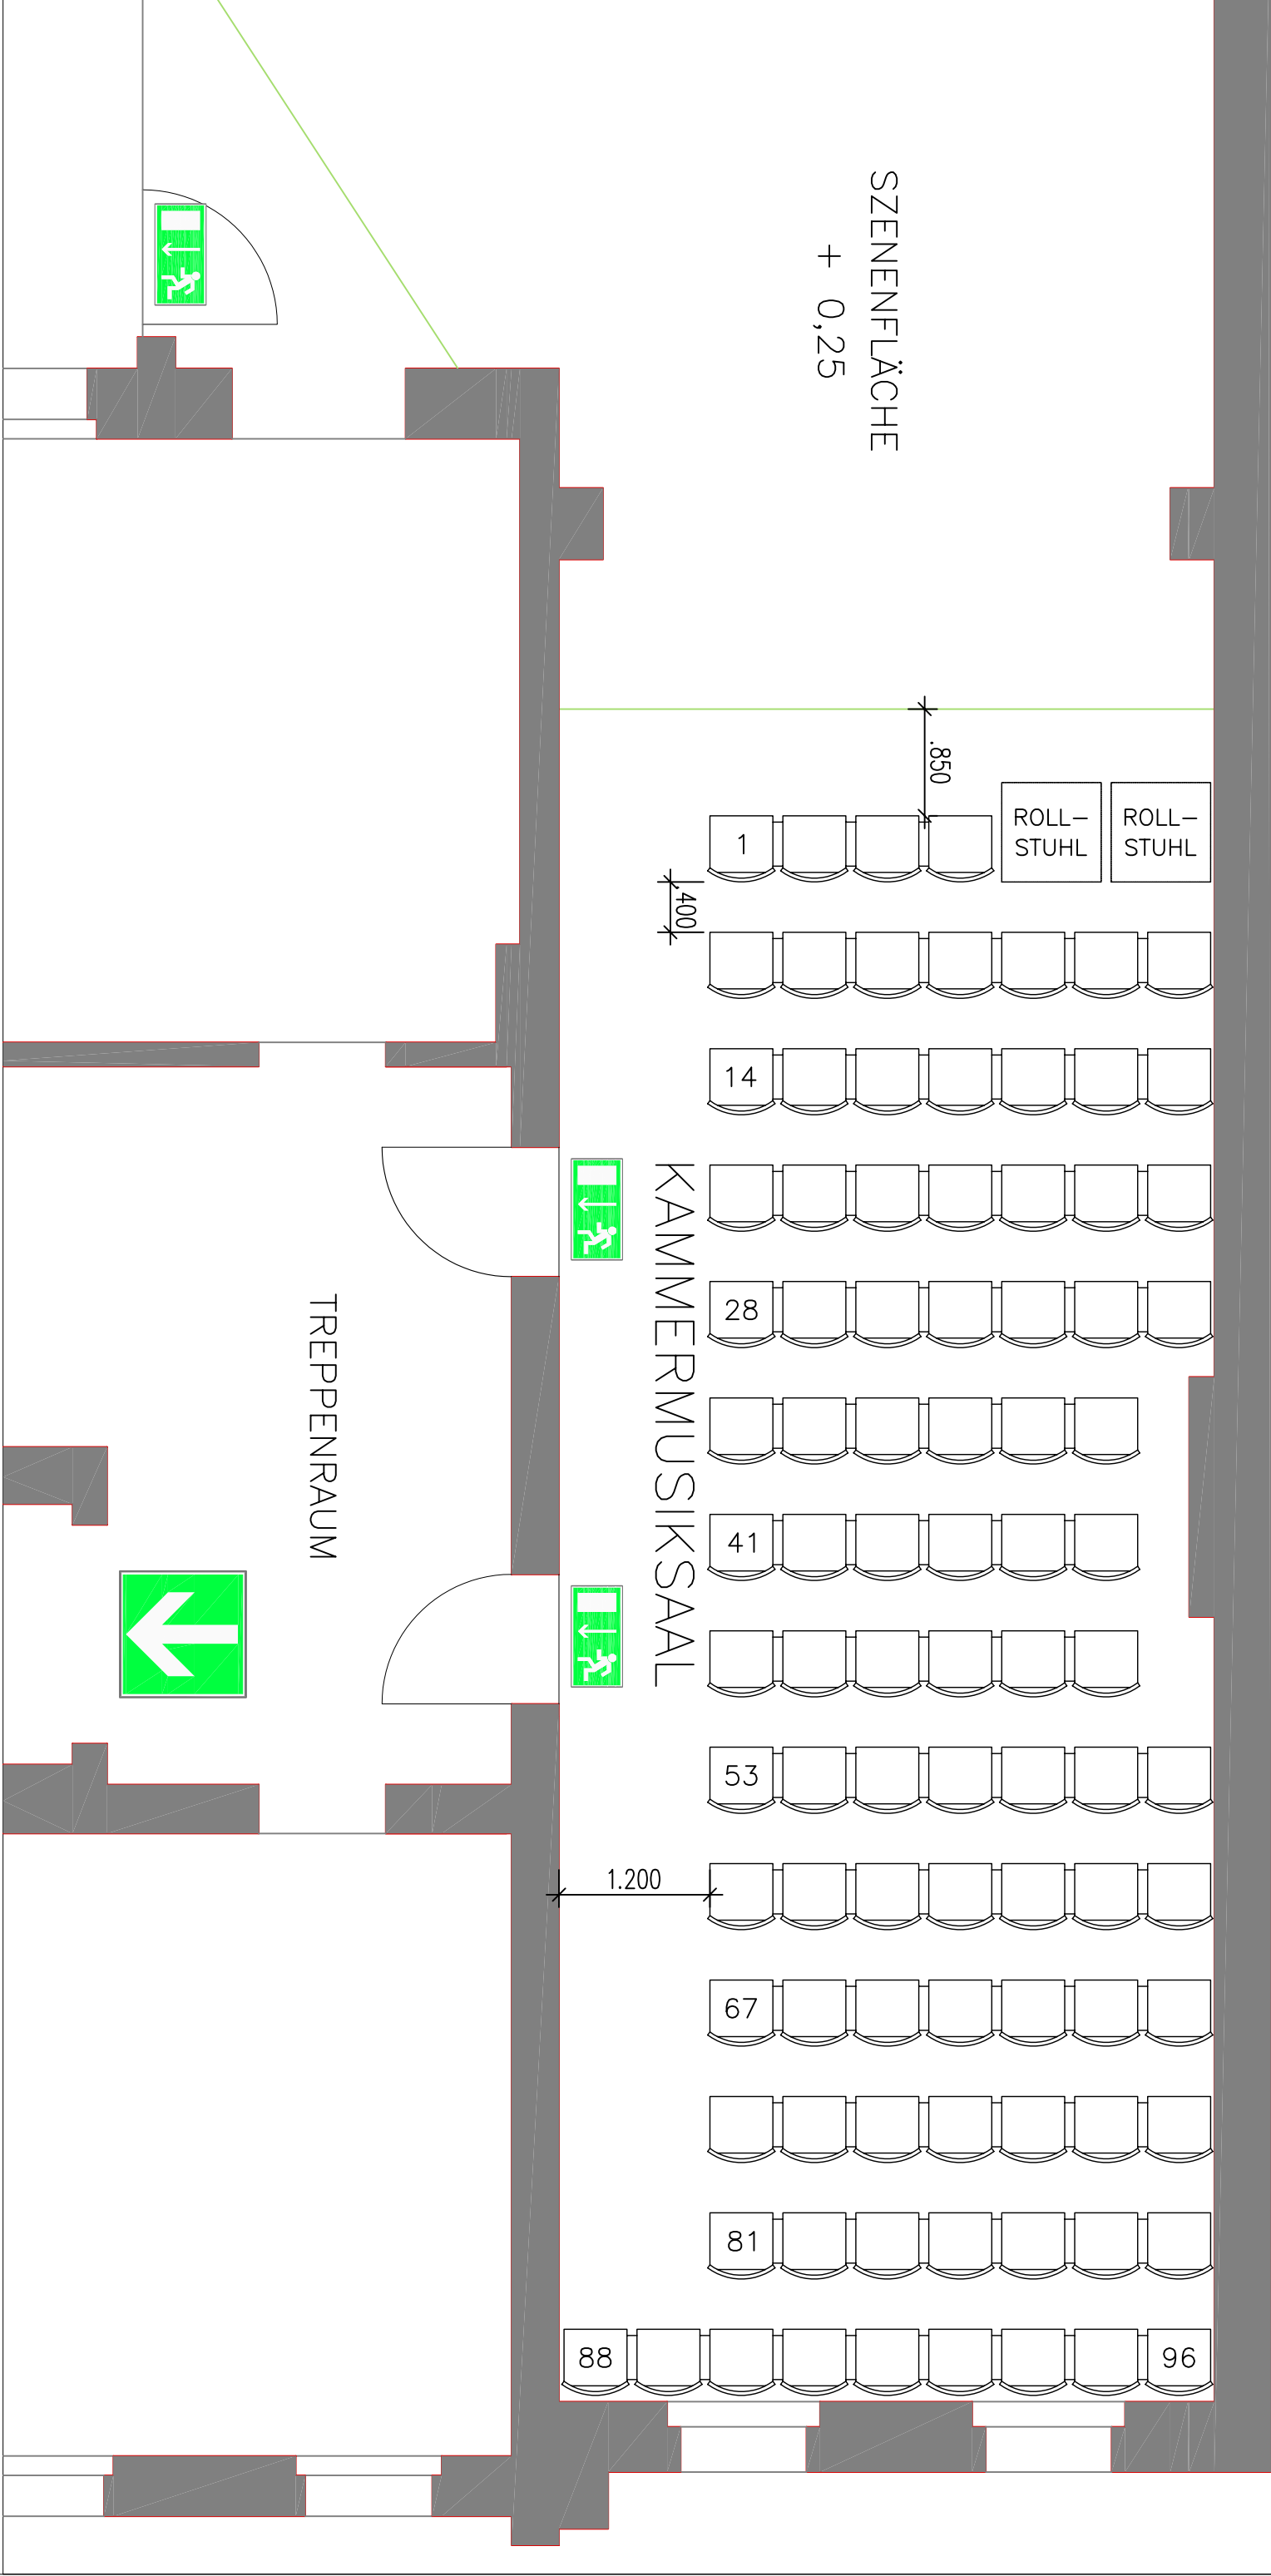 SZENENFLÄCHE
+ 0,25
.850
ROLL-
STUHL
ROLL-
STUHL
1
.400
14
KAMMERMUSIKSAAL
28
TREPPENRAUM
41
53
1.200
67
81
88
96